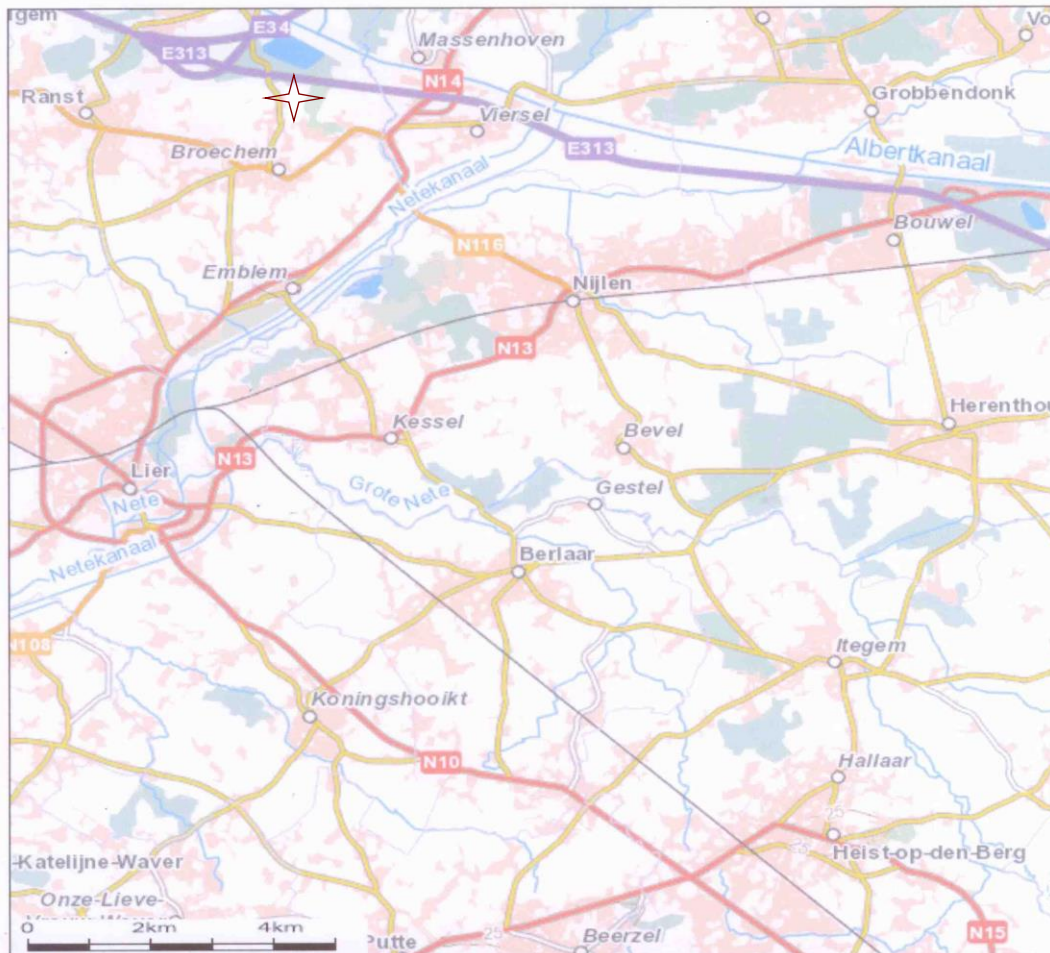 rgem
E34
Massenhoven
Vo
E313
N14
Ranst
Grobbendonk
Viersel
Broechem
E313
Albertkanaal
Netekanaal
N116
Bouwel
Emblem
Nijlen
N13
Kessel
Herenthou
Bevel
N13
Lier
Grote Nete
Gestel
Nete
Netekanaal
Berlaar
N108
Itegem
Koningshooikt
N10
Hallaar
25
25
-Katelijne-Waver
Heist-op-den-Berg
Onze-Lieve-
0 2km 4km
Putte
25
Beerzel
N15